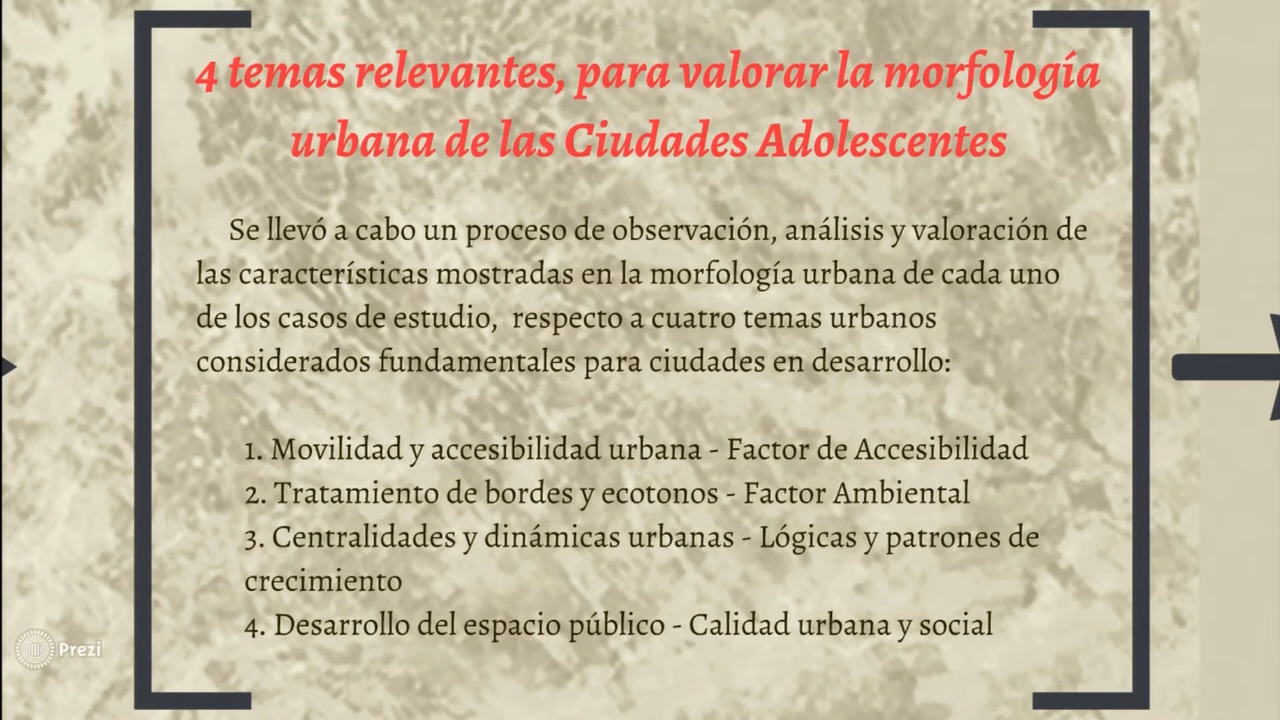 4 temas relevantes, para valorar la morfología
urbana de las Ciudades Adolescentes
Se llevó a cabo un proceso de observación, análisis y valoración de
las características mostradas en la morfología urbana de cada uno
de los casos de estudio, respecto a cuatro temas urbanos
considerados fundamentales para ciudades en desarrollo:
1. Movilidad y accesibilidad urbana - Factor de Accesibilidad
2. Tratamiento de bordes y ecotonos - Factor Ambiental
3. Centralidades y dinámicas urbanas - Lógicas y patrones de
crecimiento
4. Desarrollo del espacio público - Calidad urbana y social
Prezi